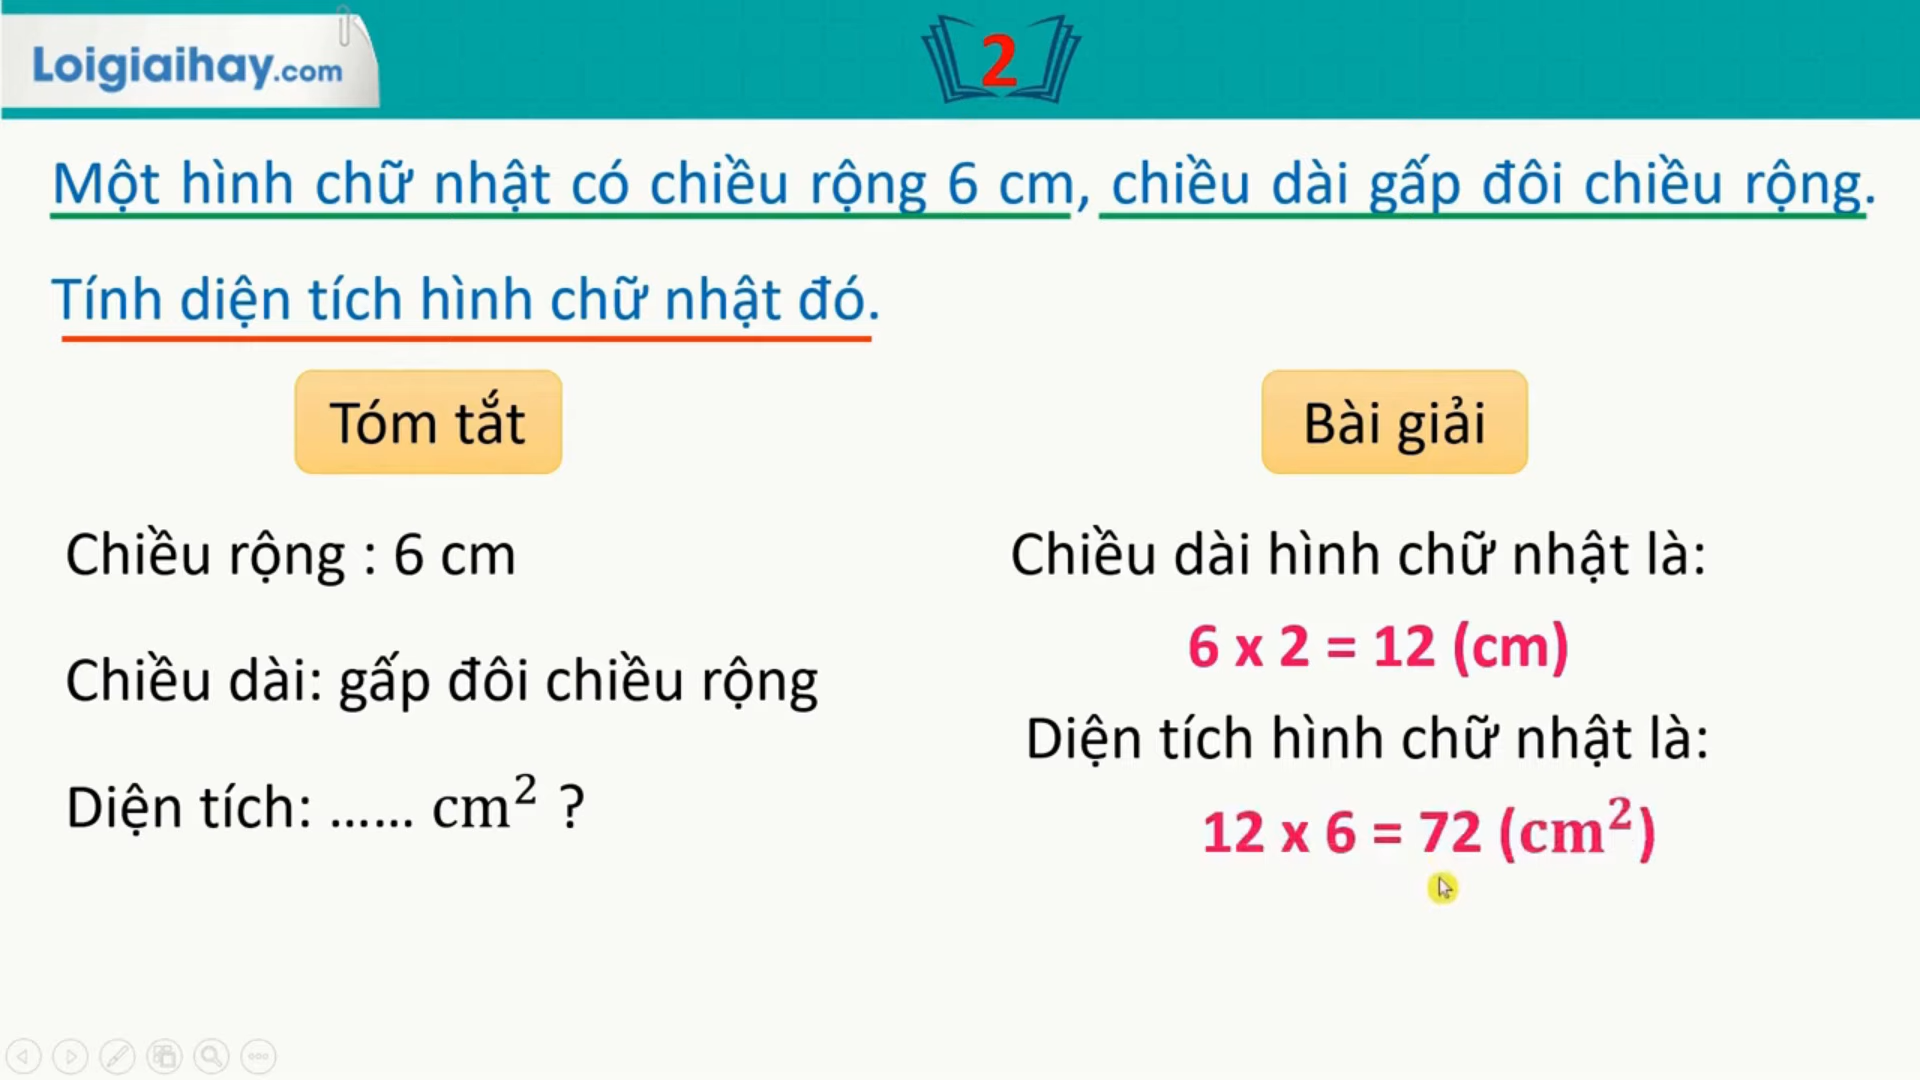 Loigiaihay.com
2
Một hình chữ nhật có chiều rộng 6 cm, chiều dài gấp đôi chiều rộng.
Tính diện tích hình chữ nhật đó.
Tóm tắt
Chiều rộng : 6 cm
Chiều dài: gấp đôi chiều rộng
Diện tích: ...... cm² ?
Bài giải
Chiều dài hình chữ nhật là:
6 x 2 = 12 (cm)
Diện tích hình chữ nhật là:
12 x 6 = 72 (cm²)